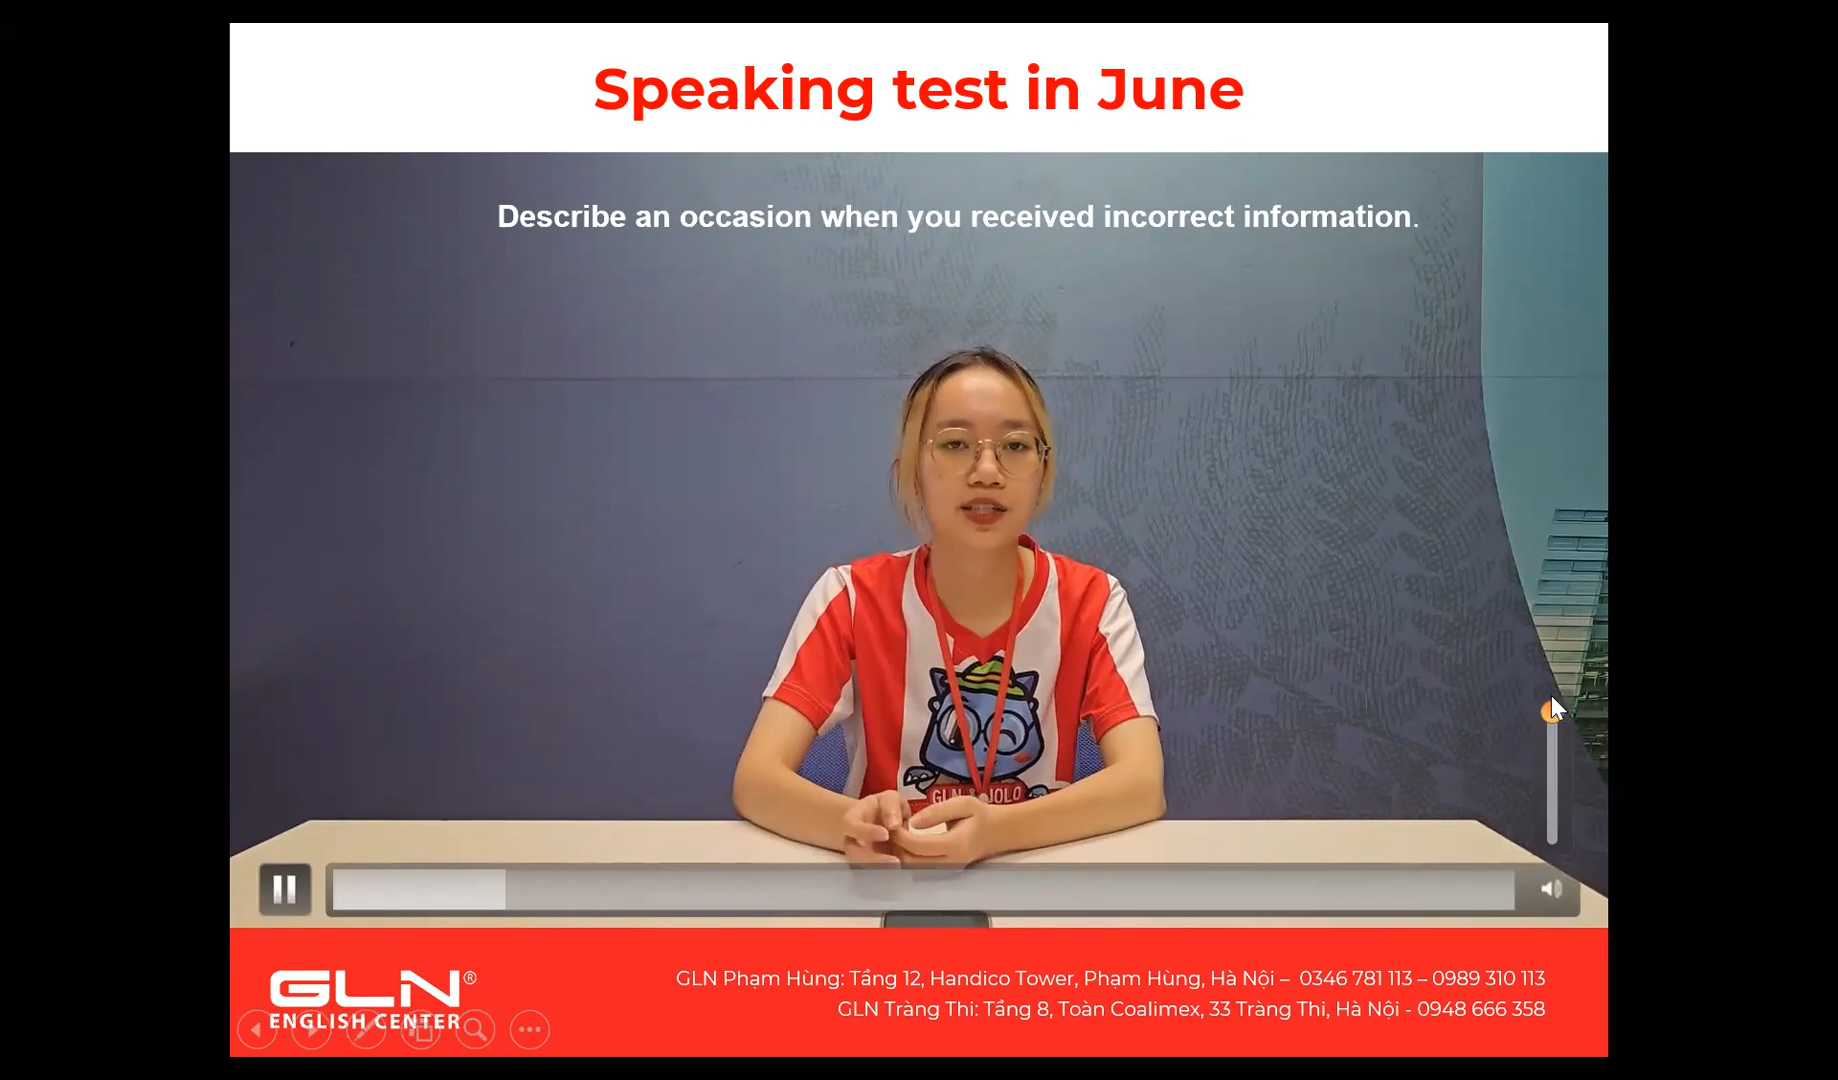 Speaking test in June
Describe an occasion when you received incorrect information.
GLN & JOLO
GLN®
ENGLISH CENTER
GLN Phạm Hùng: Tầng 12, Handico Tower, Phạm Hùng, Hà Nội – 0346 781 113 – 0989 310 113
GLN Tràng Thi: Tầng 8, Toàn Coalimex, 33 Tràng Thi, Hà Nội - 0948 666 358